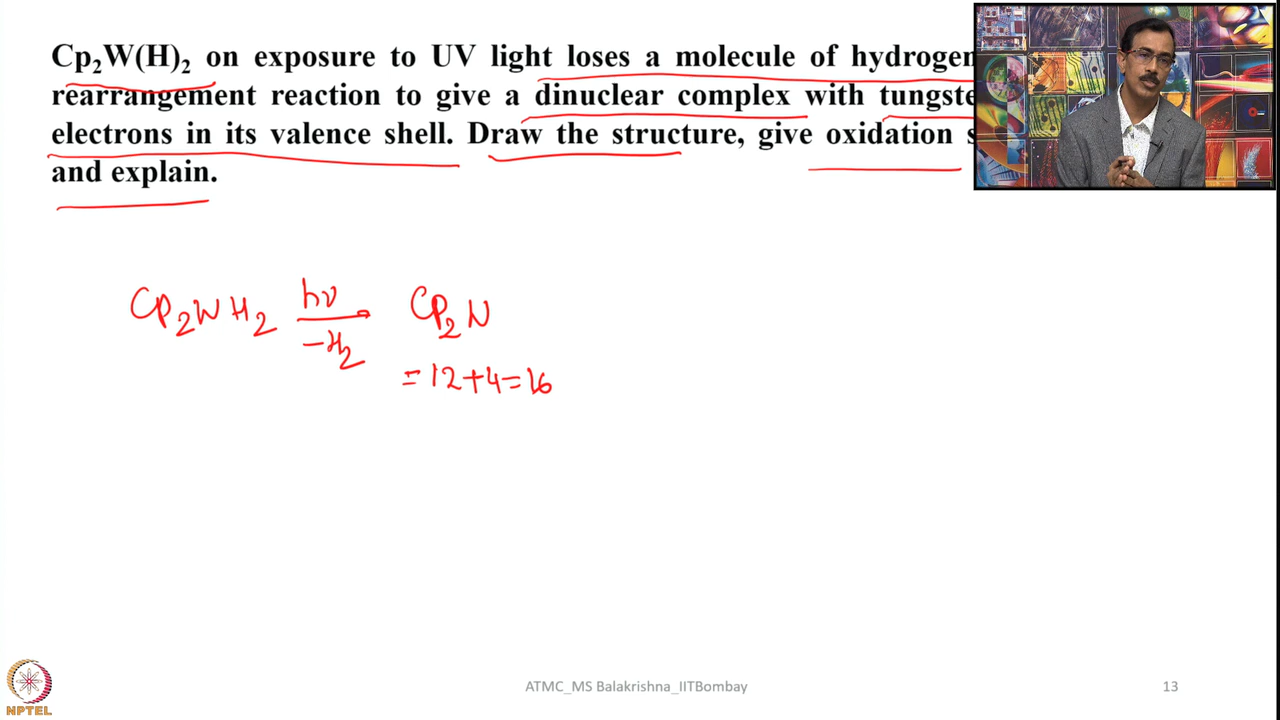 Cp₂W(H)₂ on exposure to UV light loses a molecule of hydrogen
rearrangement reaction to give a dinuclear complex with
electrons in its valence shell. Draw the structure, give oxidation
and explain.
Cp₂WH₂ hν -H₂ Cp₂W
= 12+4=16
NPTEL
ATMC_MS Balakrishna_IITBombay
13